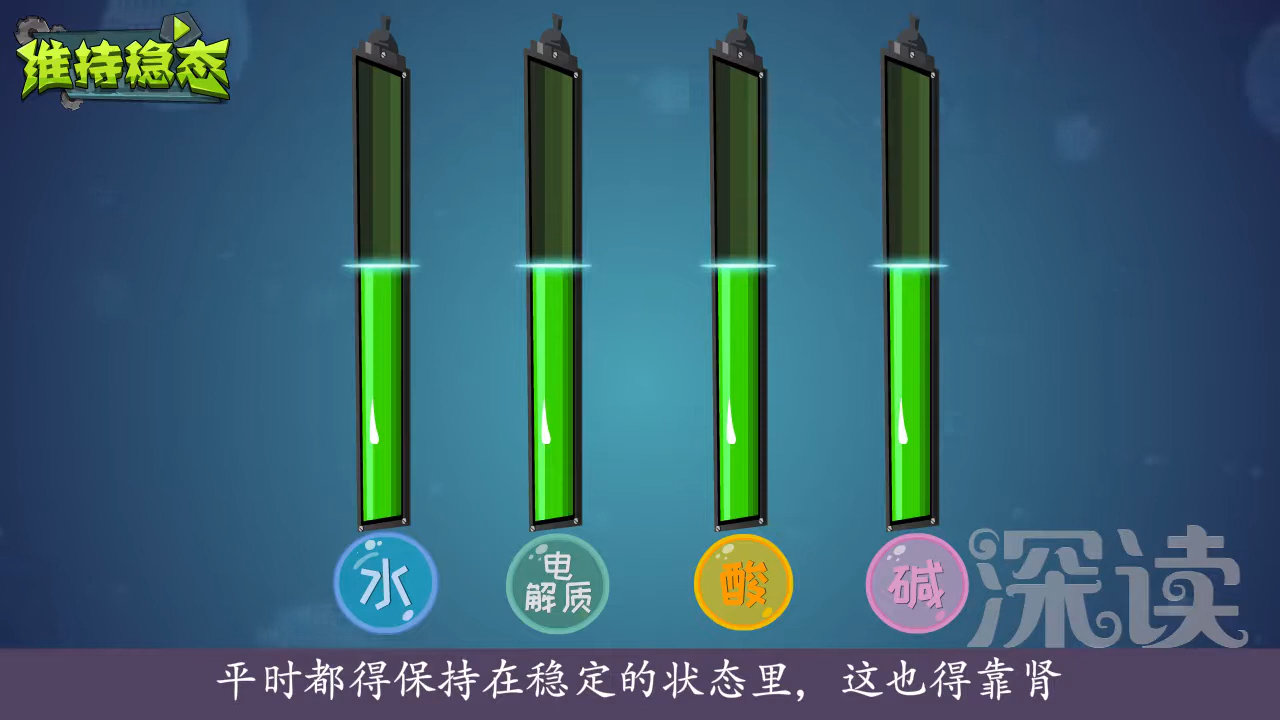 维持稳态
水
电
解质
酸
碱
深读
平时都得保持在稳定的状态里，这也得靠肾